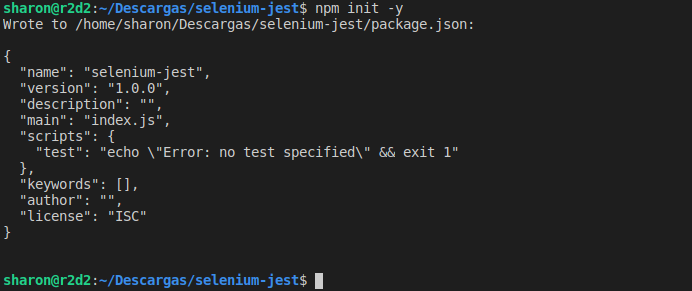 sharon@r2d2:~/Descargas/selenium-jest$ npm init -y
Wrote to /home/sharon/Descargas/selenium-jest/package.json:

{
  "name": "selenium-jest",
  "version": "1.0.0",
  "description": "",
  "main": "index.js",
  "scripts": {
    "test": "echo \"Error: no test specified\" && exit 1"
  },
  "keywords": [],
  "author": "",
  "license": "ISC"
}

sharon@r2d2:~/Descargas/selenium-jest$